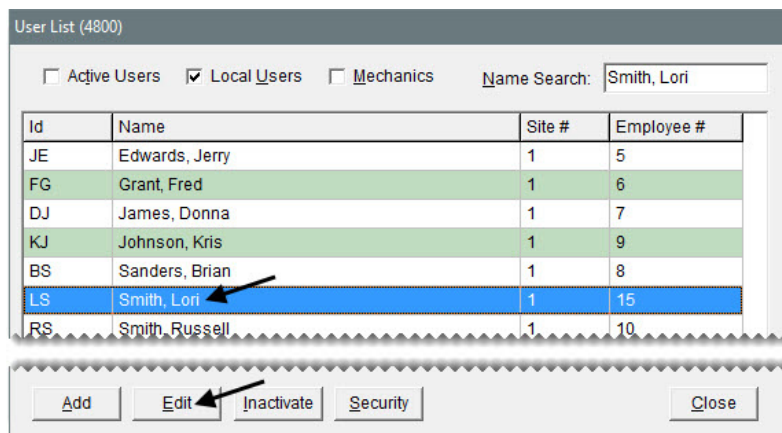 User List (4800)
Active Users Local Users Mechanics Name Search: Smith, Lori
Id Name Site # Employee #
JE Edwards, Jerry 1 5
FG Grant, Fred 1 6
DJ James, Donna 1 7
KJ Johnson, Kris 1 9
BS Sanders, Brian 1 8
LS Smith, Lori 1 15
RS Smith, Russell 1 10
Add Edit Inactivate Security Close